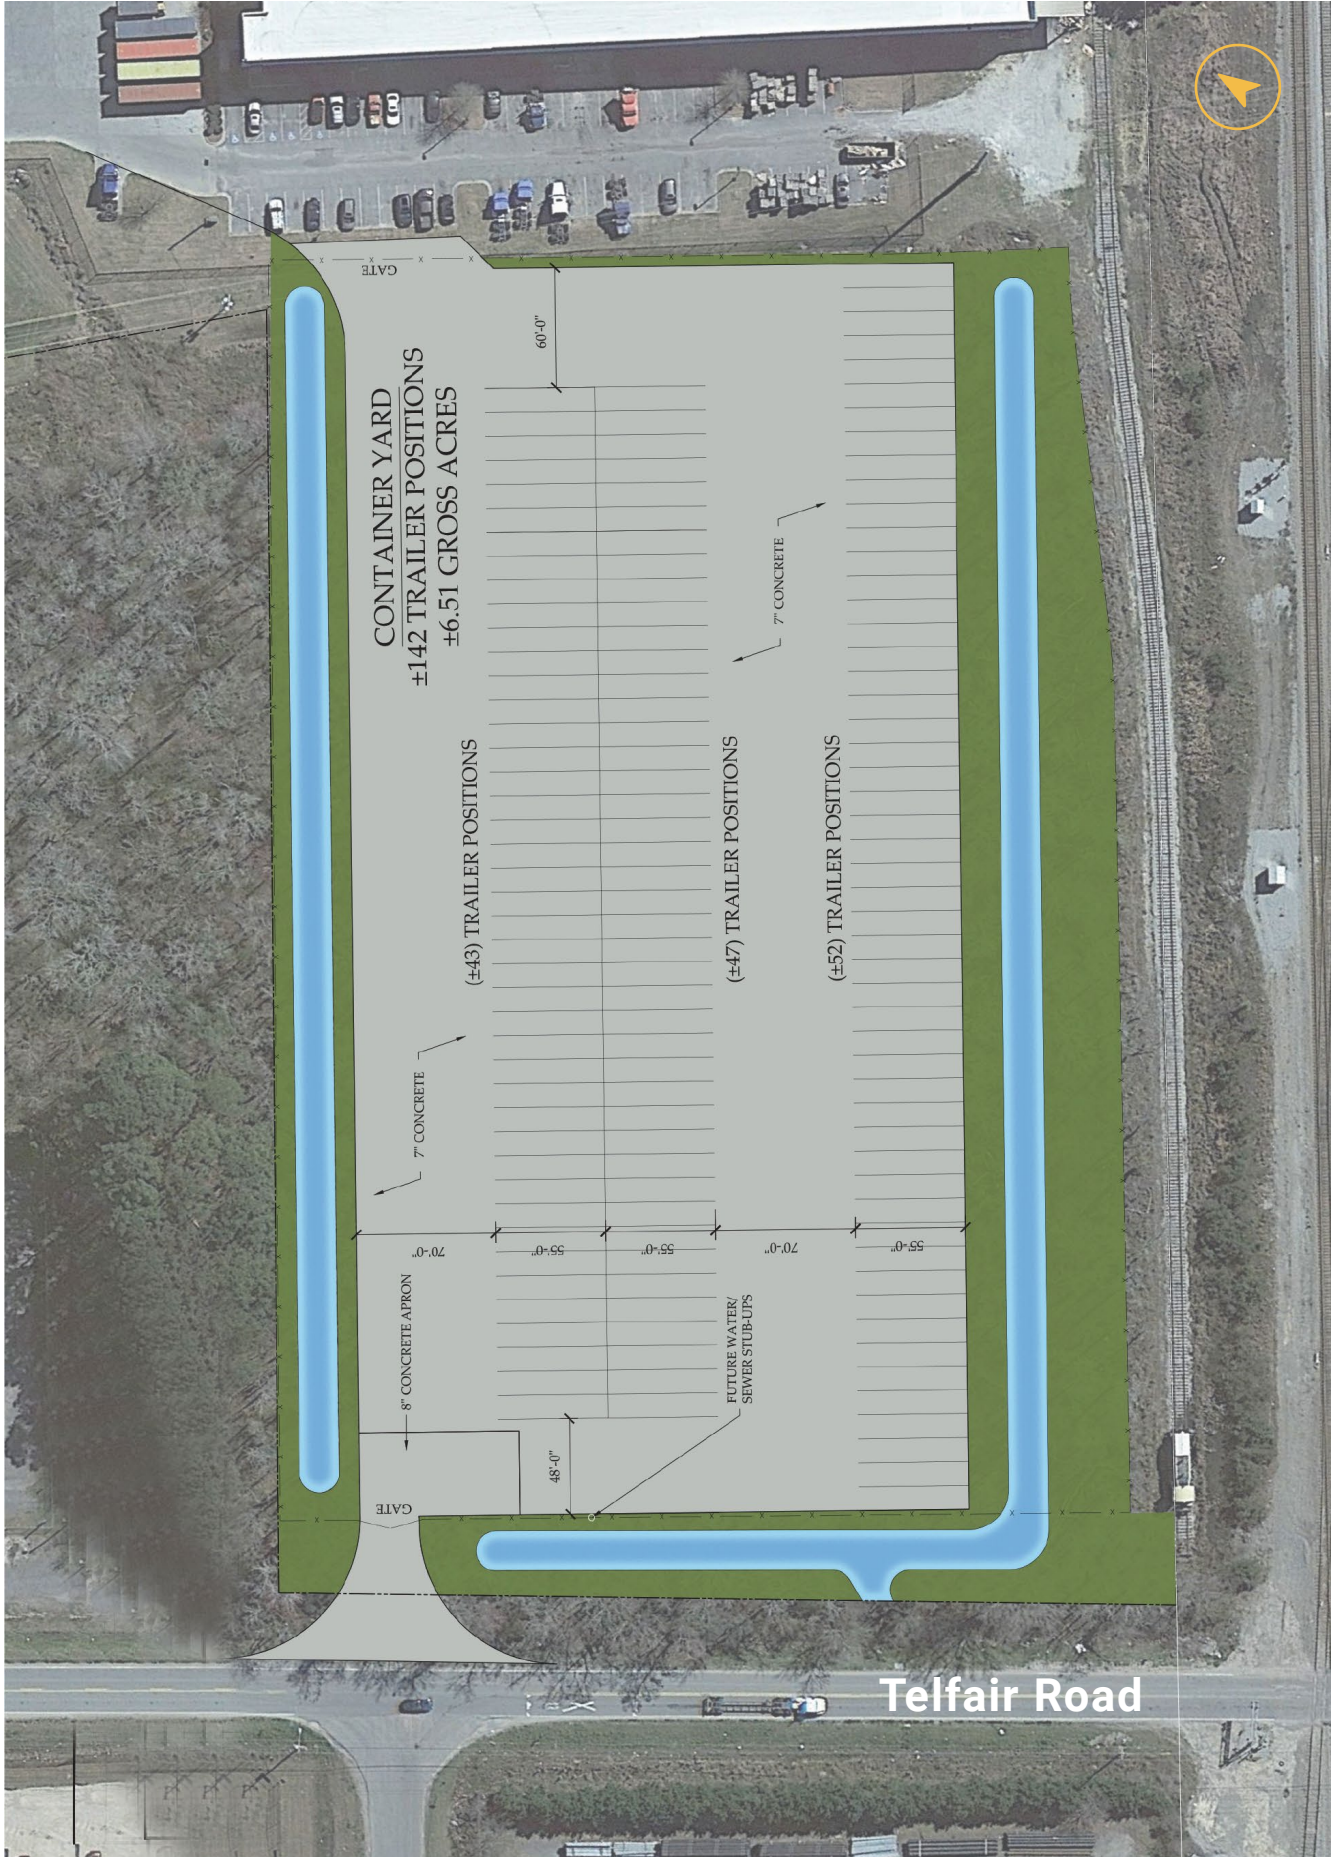 GATE
60'-0"
CONTAINER YARD
±142 TRAILER POSITIONS
±6.51 GROSS ACRES
7" CONCRETE
(±43) TRAILER POSITIONS
(±47) TRAILER POSITIONS
(±52) TRAILER POSITIONS
7" CONCRETE
70'-0"
55'-0"
55'-0"
70'-0"
55'-0"
8" CONCRETE APRON
FUTURE WATER/
SEWER STUB-UPS
48'-0"
GATE
Telfair Road